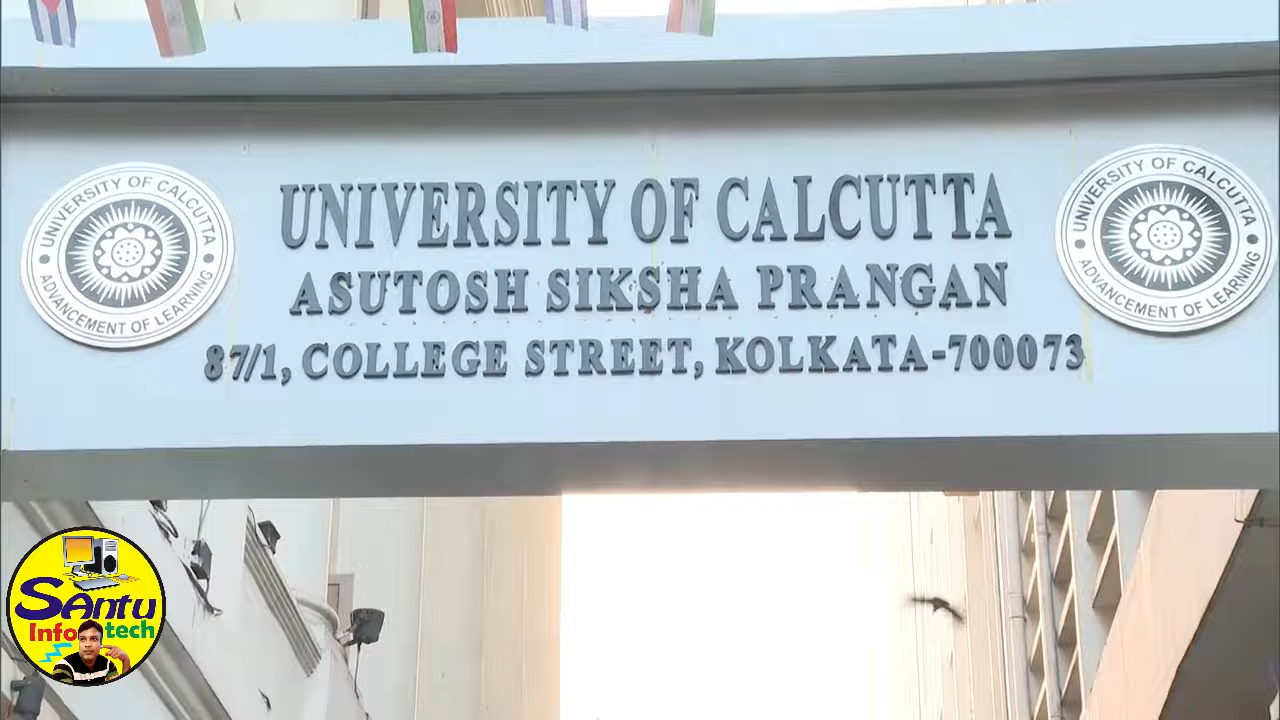 UNIVERSITY OF CALCUTTA
ADVANCEMENT OF LEARNING
UNIVERSITY OF CALCUTTA
ASUTOSH SIKSHA PRANGAN
87/1, COLLEGE STREET, KOLKATA-700073
UNIVERSITY OF CALCUTTA
ADVANCEMENT OF LEARNING
SAntu
Info tech